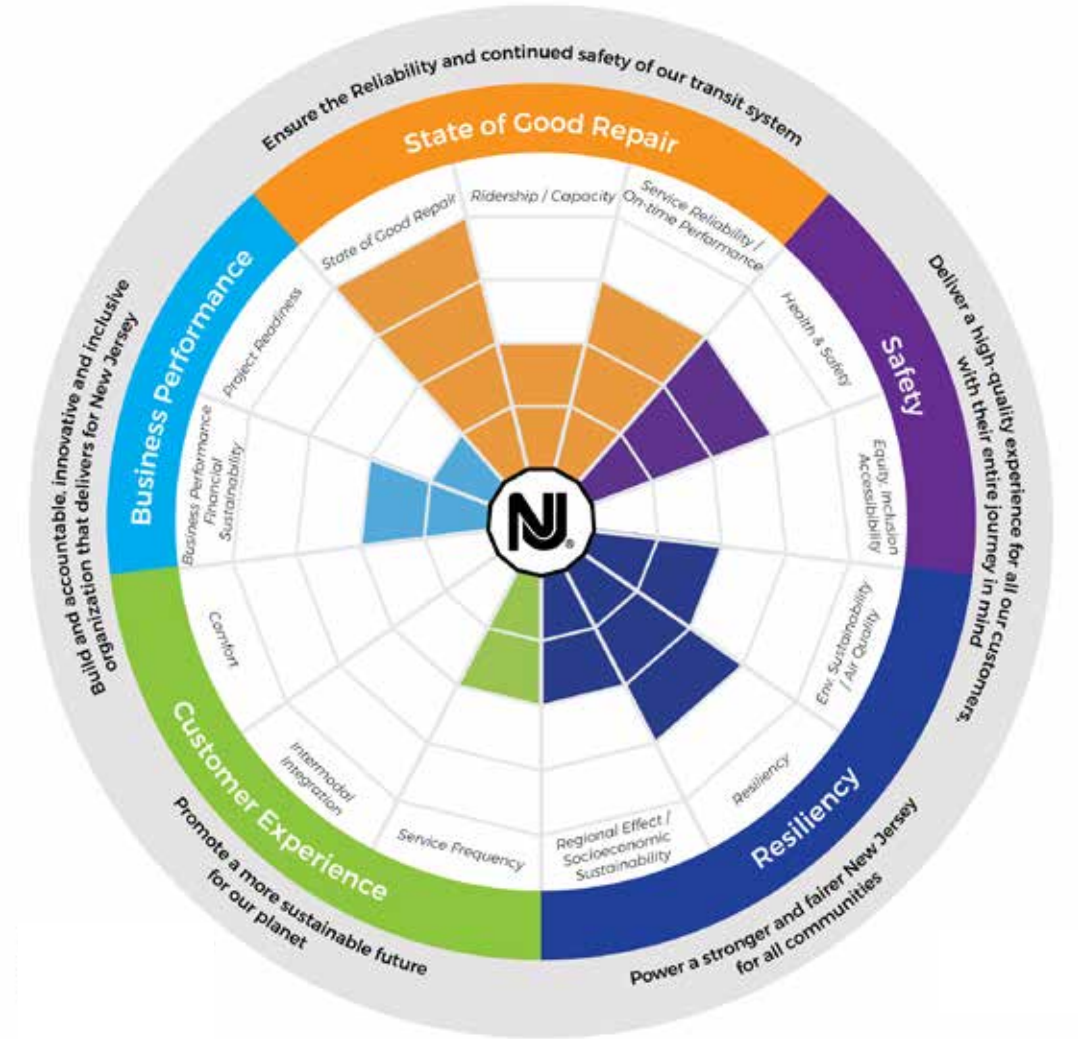 Ensure the Reliability and continued safety of our transit system
State of Good Repair
State of Good Repair
Ridership / Capacity
Service Reliability /
On-time Performance
Safety
Health & Safety
Equity, Inclusion
Accessibibility
Deliver a high-quality experience for all our customers,
with their entire journey in mind
Resiliency
Env. Sustainability
/ Air Quality
Resiliency
Regional Effect /
Socioeconomic
Sustainability
Power a stronger and fairer New Jersey
for all communities
Customer Experience
Service Frequency
Intermodal
Integration
Comfort
Promote a more sustainable future
for our planet
Business Performance
Business Performance
Financial
Sustainability
Project Readiness
Build and accountable, innovative and inclusive
organization that delivers for New Jersey
NJ®